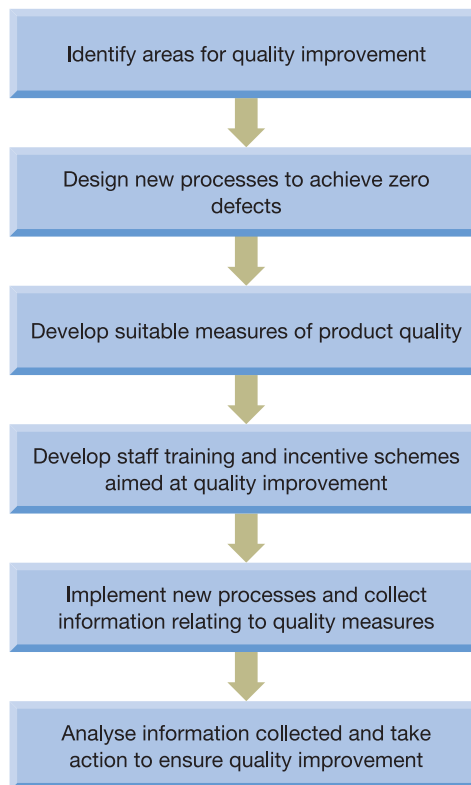 Identify areas for quality improvement
Design new processes to achieve zero
defects
Develop suitable measures of product quality
Develop staff training and incentive schemes
aimed at quality improvement
Implement new processes and collect
information relating to quality measures
Analyse information collected and take
action to ensure quality improvement